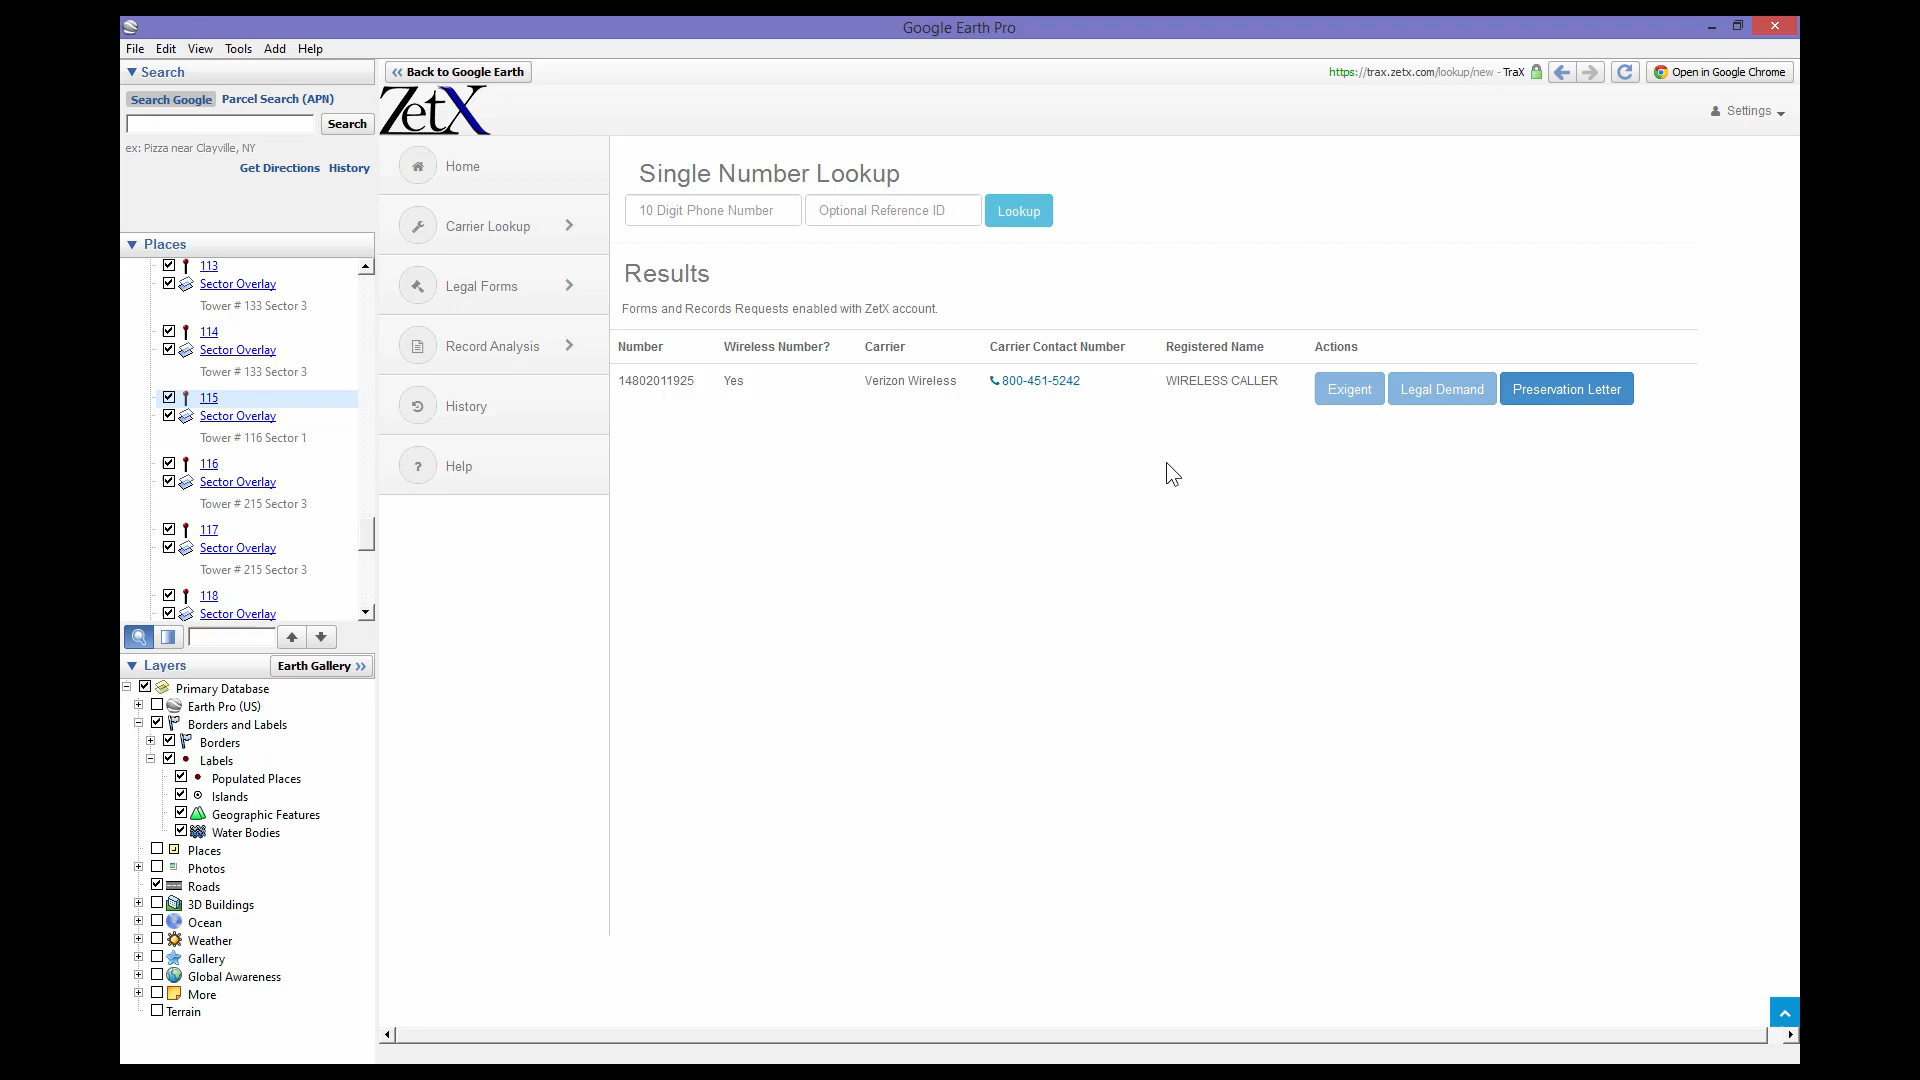 Google Earth Pro
File Edit View Tools Add Help
Search
Search Google Parcel Search (APN)
Search
ex: Pizza near Clayville, NY
Get Directions History
Places
113
Sector Overlay
Tower # 133 Sector 3
114
Sector Overlay
Tower # 133 Sector 3
115
Sector Overlay
Tower # 116 Sector 1
116
Sector Overlay
Tower # 215 Sector 3
117
Sector Overlay
Tower # 215 Sector 3
118
Sector Overlay
Layers Earth Gallery »
Primary Database
Earth Pro (US)
Borders and Labels
Borders
Labels
Populated Places
Islands
Geographic Features
Water Bodies
Places
Photos
Roads
3D Buildings
Ocean
Weather
Gallery
Global Awareness
More
Terrain
« Back to Google Earth
https://trax.zetx.com/lookup/new - TraX
Open in Google Chrome
ZetX
Settings
Home
Carrier Lookup
Legal Forms
Record Analysis
History
? Help
Single Number Lookup
10 Digit Phone Number Optional Reference ID Lookup
Results
Forms and Records Requests enabled with ZetX account.
Number Wireless Number? Carrier Carrier Contact Number Registered Name Actions
14802011925 Yes Verizon Wireless 800-451-5242 WIRELESS CALLER Exigent Legal Demand Preservation Letter